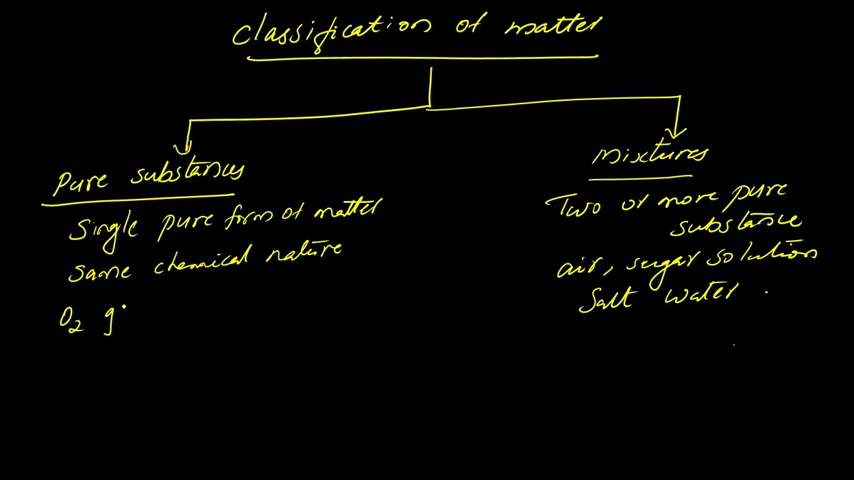 Classification of matter
Pure substances
Single pure form of matter
same chemical nature
O2 g
mixtures
Two or more pure
substance
air, sugar solution
Salt water .